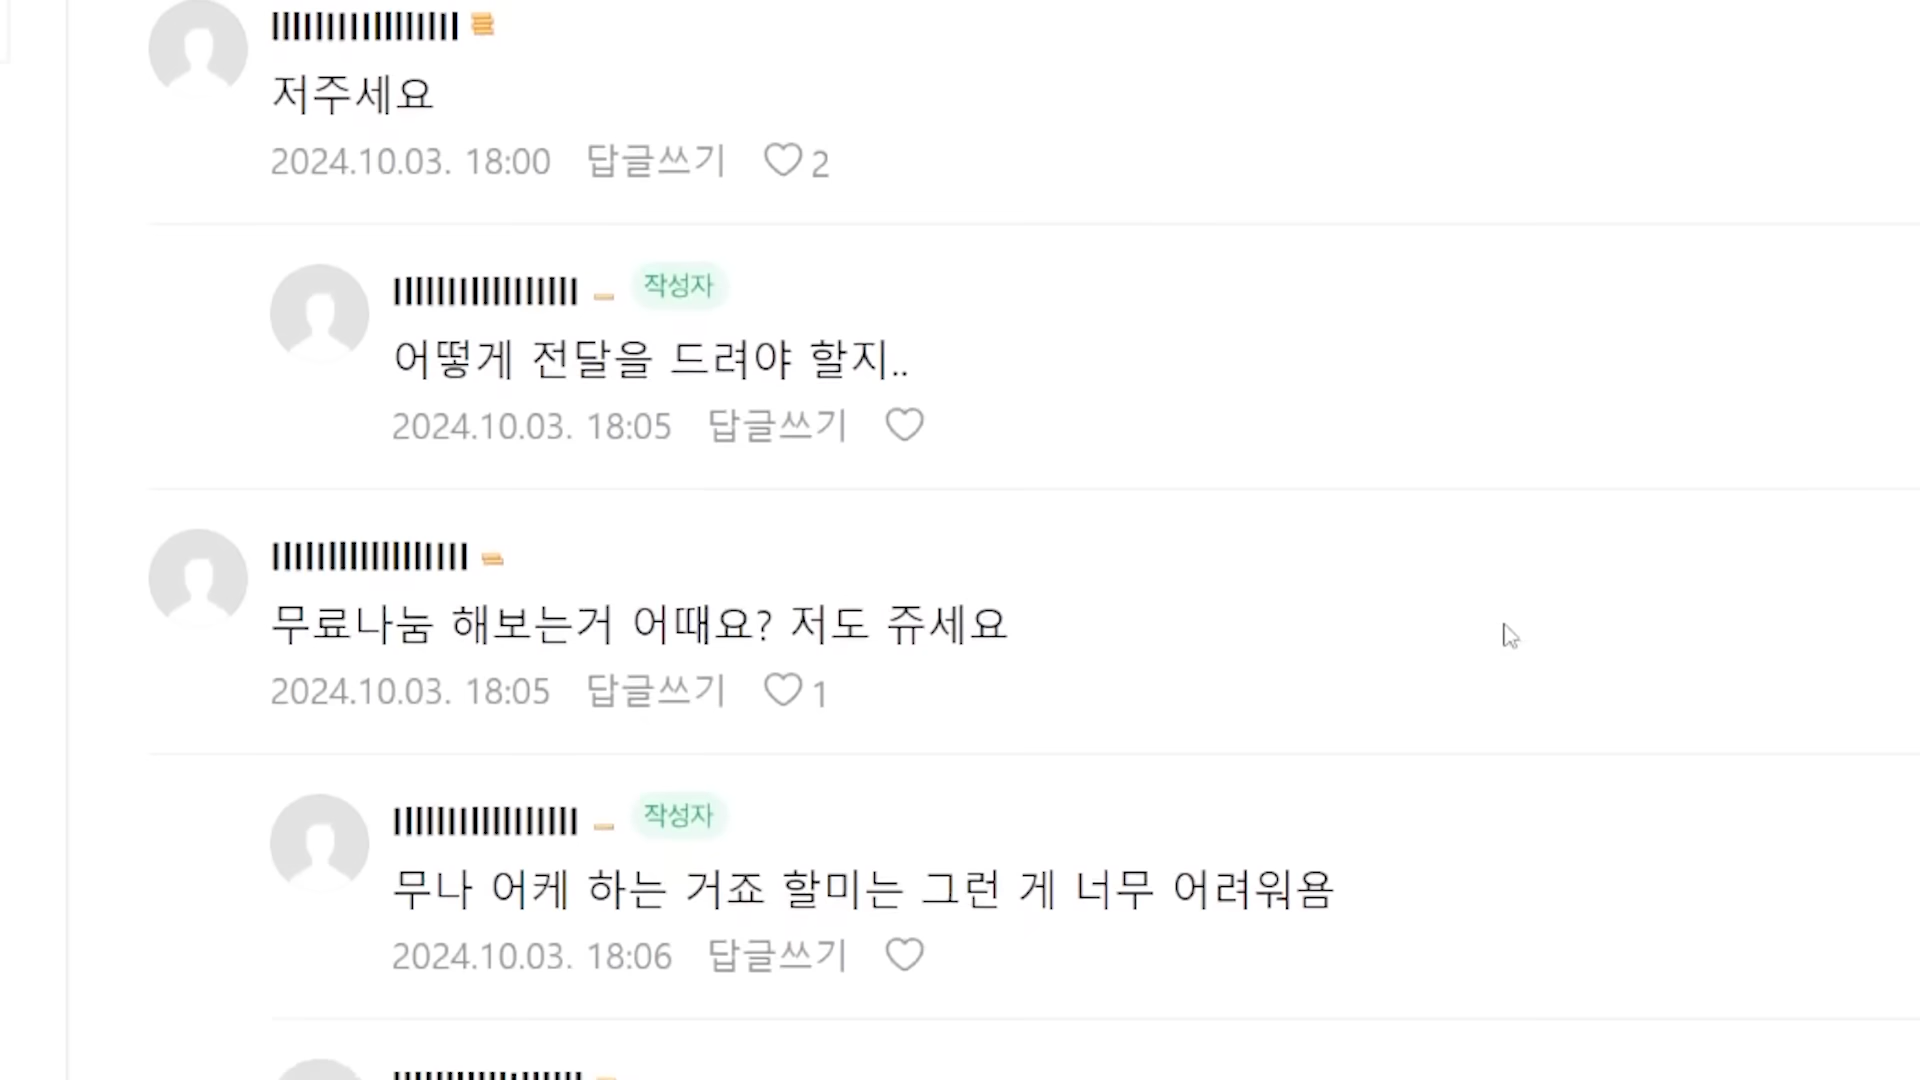 저주세요
2024.10.03. 18:00 답글쓰기 2
작성자
어떻게 전달을 드려야 할지..
2024.10.03. 18:05 답글쓰기
무료나눔 해보는거 어때요? 저도 쥬세요
2024.10.03. 18:05 답글쓰기 1
작성자
무나 어케 하는 거죠 할미는 그런 게 너무 어려워욤
2024.10.03. 18:06 답글쓰기